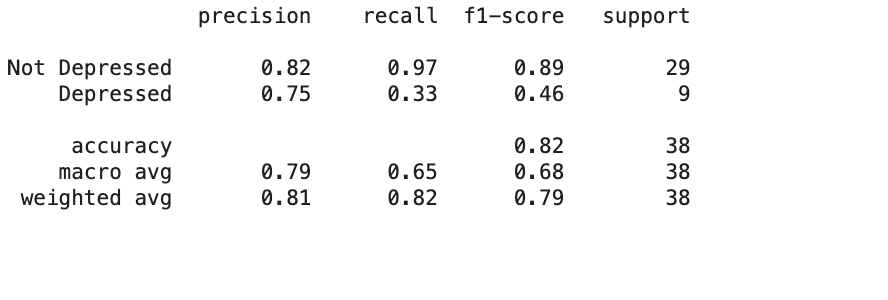 precision recall f1-score support
Not Depressed 0.82 0.97 0.89 29
Depressed 0.75 0.33 0.46 9
accuracy 0.82 38
macro avg 0.79 0.65 0.68 38
weighted avg 0.81 0.82 0.79 38